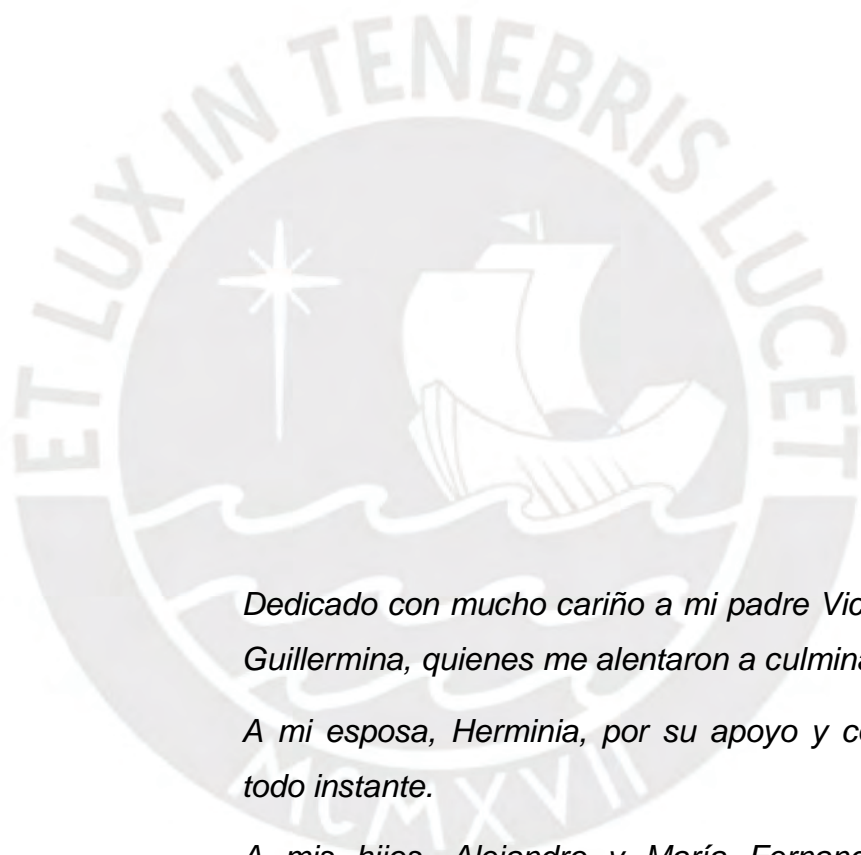 ET LUX IN TENEBRIS LUCET
Dedicado con mucho cariño a mi padre
Guillermina, quienes me alentaron a
A mi esposa, Herminia, por su apoyo y
todo instante.
A mis hijos, Alejandro y María
MCMXVII